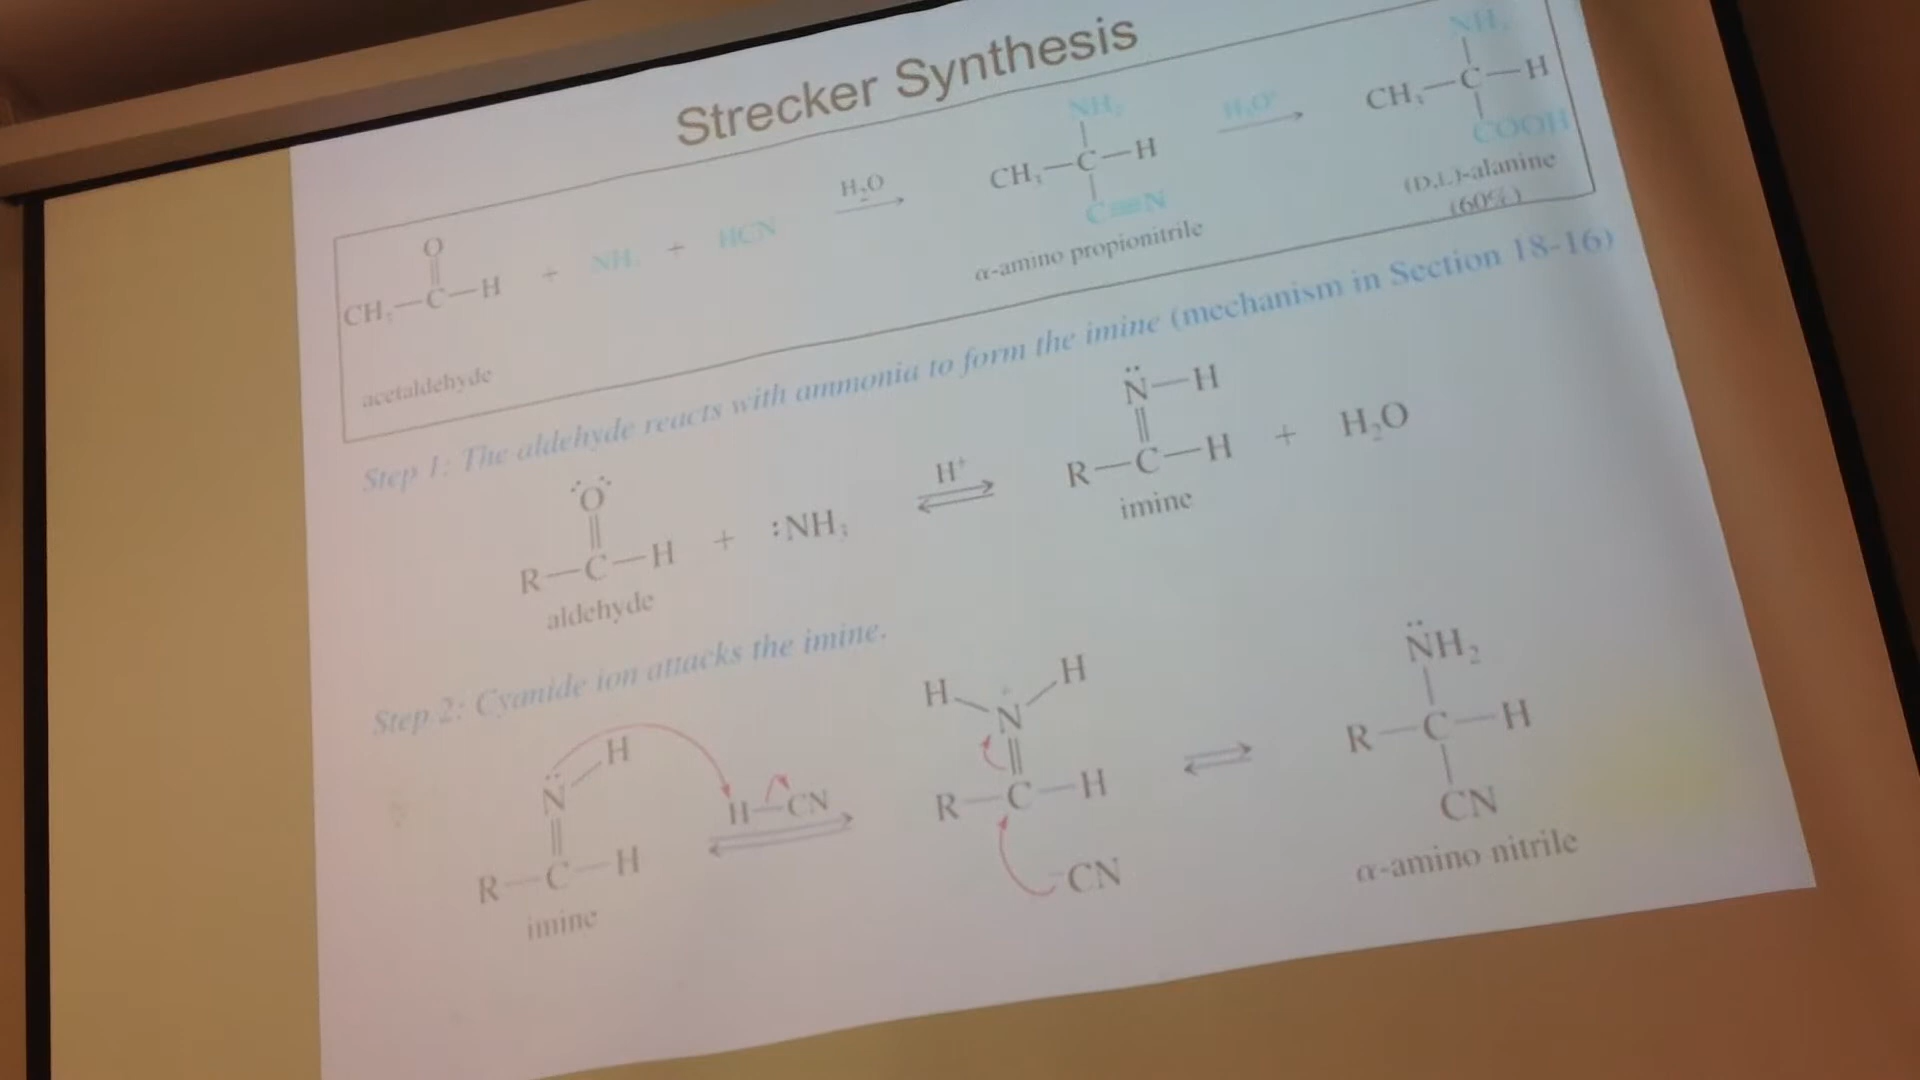 Strecker Synthesis
O
CH₃—C—H + NH₃ + HCN
H₂O
NH₂
CH₃—C—H
C≡N
H₃O⁺
NH₂
CH₃—C—H
COOH
acetaldehyde
α-amino propionitrile
(D,L)-alanine
(60%)
Step 1: The aldehyde reacts with ammonia to form the imine (mechanism in Section 18-16)
O
R—C—H + :NH₃
aldehyde
H⁺
N—H
R—C—H + H₂O
imine
Step 2: Cyanide ion attacks the imine.
H
N
R—C—H
imine
H—CN
H H
N
R—C—H
⁻CN
NH₂
R—C—H
CN
α-amino nitrile